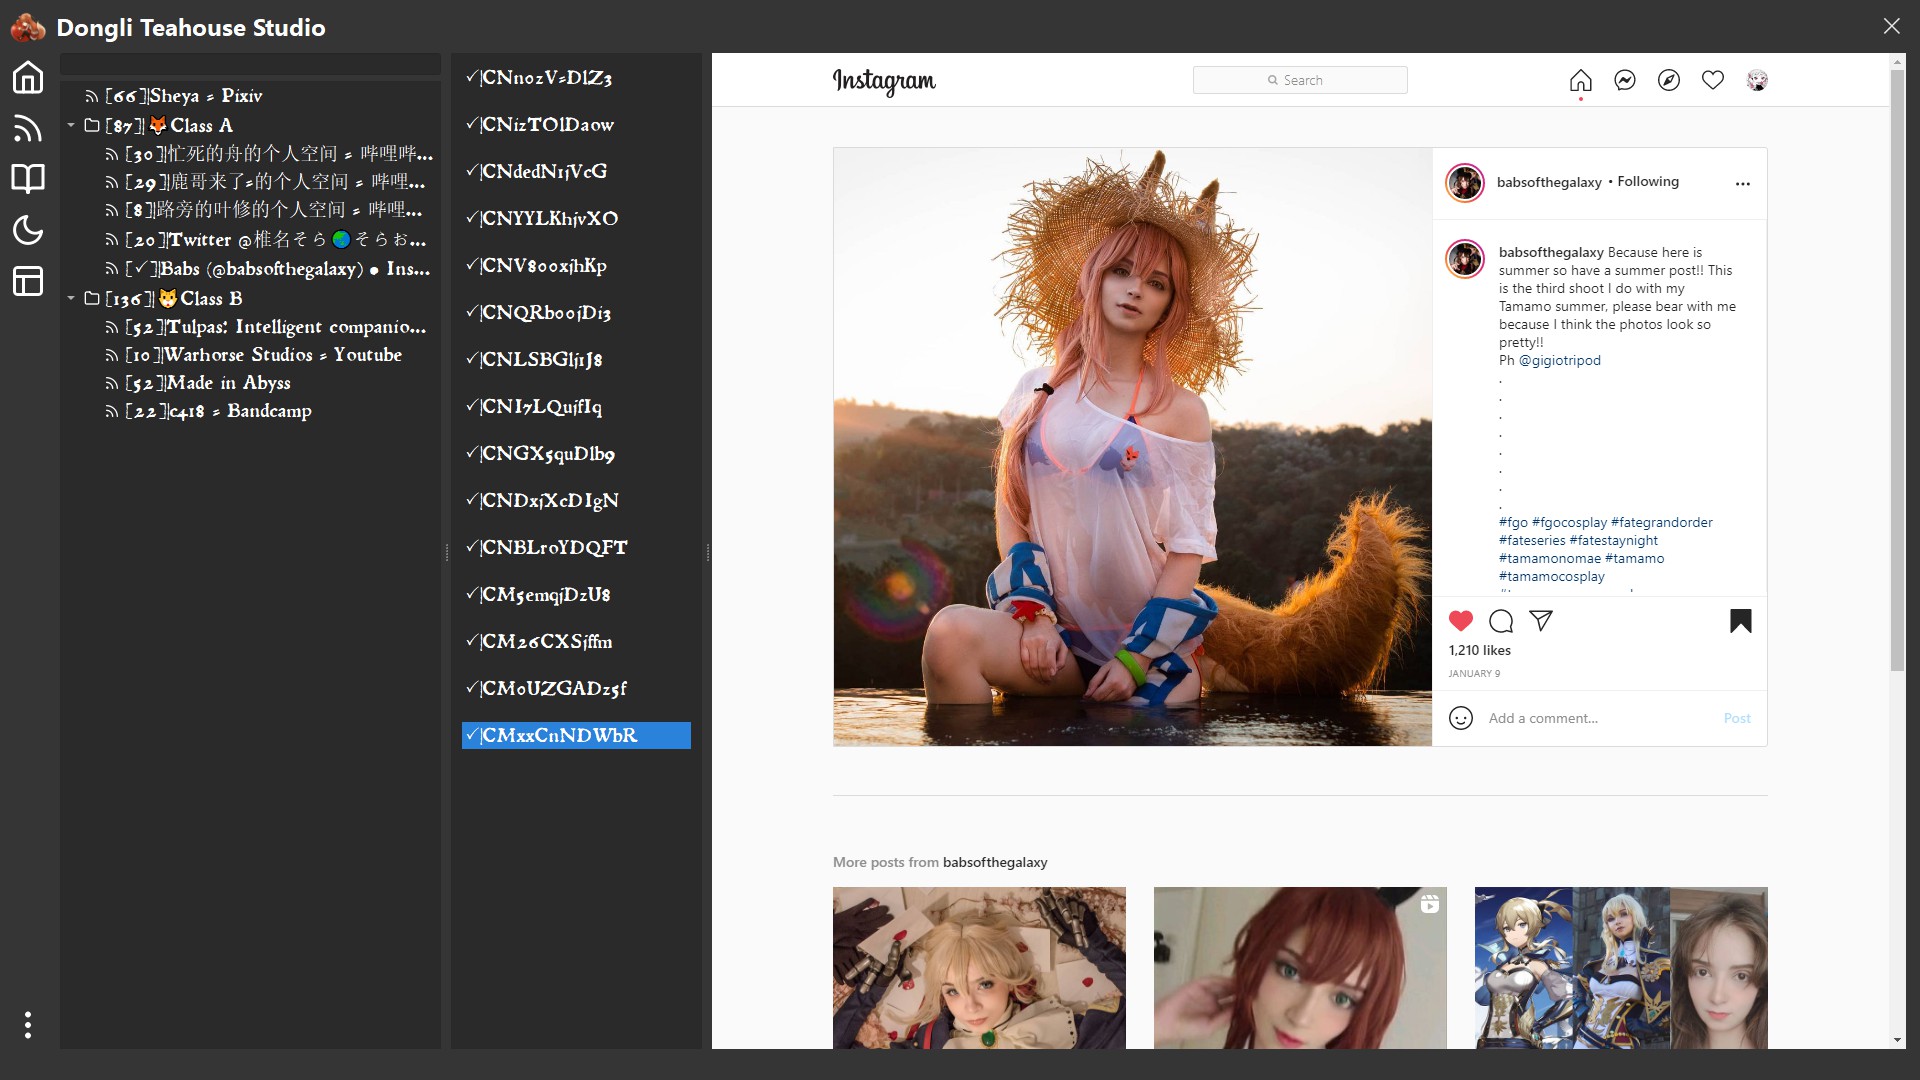 Dongli Teahouse Studio
[66]|Sheya - Pixiv
[87]|🦊Class A
[30]|忙死的舟的个人空间 - 哔哩哔...
[29]|鹿哥来了-的个人空间 - 哔哩...
[8]|路旁的叶修的个人空间 - 哔哩...
[20]|Twitter @椎名そら🌏そらお...
[✓]|Babs (@babsofthegalaxy) • Ins...
[136]|🐯Class B
[52]|Tulpas: Intelligent companio...
[10]|Warhorse Studios - Youtube
[52]|Made in Abyss
[22]|c418 - Bandcamp
✓|CNnozV-DlZ3
✓|CNizTOlDaow
✓|CNdedN1jVcG
✓|CNYYLKhjvXO
✓|CNV8ooxjhKp
✓|CNQRboojDi3
✓|CNLSBGlj1J8
✓|CNI7LQujfIq
✓|CNGX5quDlb9
✓|CNDxjXcDIgN
✓|CNBLroYDQFT
✓|CM5emqjDzU8
✓|CM26CXSjffm
✓|CM0UZGADz5f
✓|CMxxCnNDWbR
Instagram
Search
babsofthegalaxy • Following
...
babsofthegalaxy Because here is
summer so have a summer post!! This
is the third shoot I do with my
Tamamo summer, please bear with me
because I think the photos look so
pretty!!
Ph @gigiotripod
.
.
.
.
.
.
.
.
#fgo #fgocosplay #fategrandorder
#fateseries #fatestaynight
#tamamonomae #tamamo
#tamamocosplay
1,210 likes
JANUARY 9
Add a comment...
Post
More posts from babsofthegalaxy